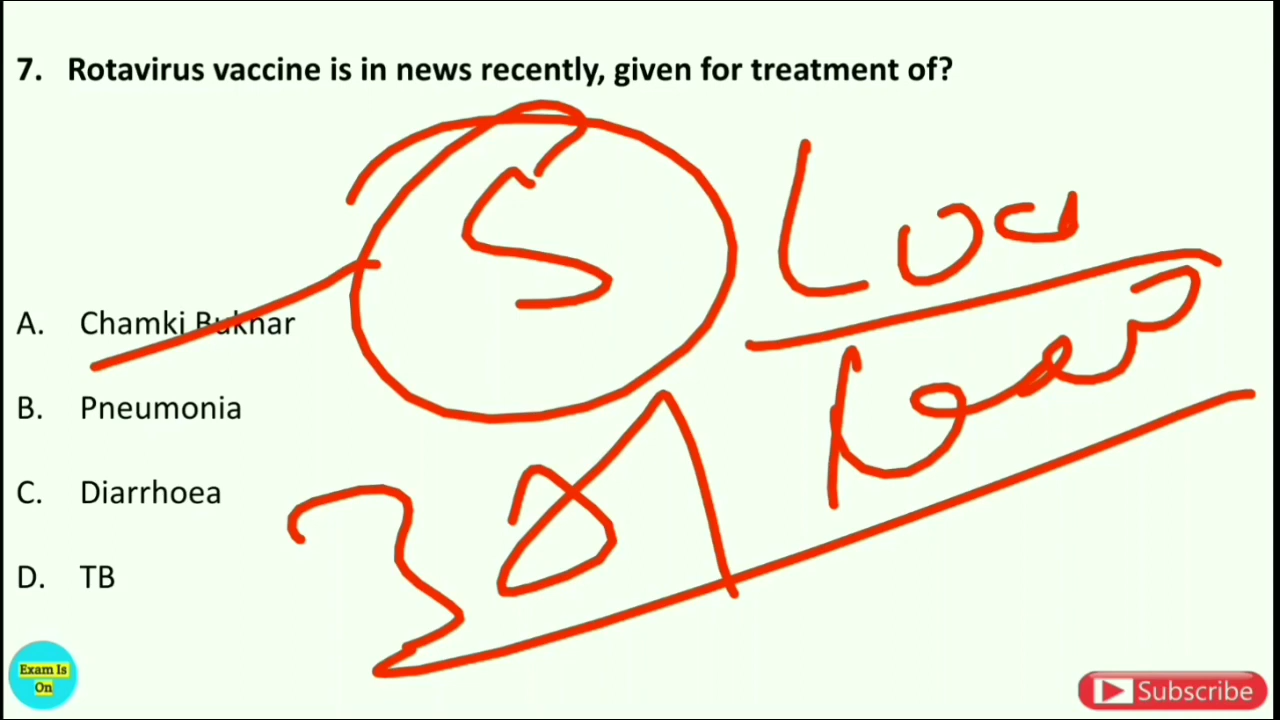 7. Rotavirus vaccine is in news recently, given for treatment of?
S
A. Chamki Bukhar
B. Pneumonia
C. Diarrhoea
D. TB
Exam Is
On
Subscribe